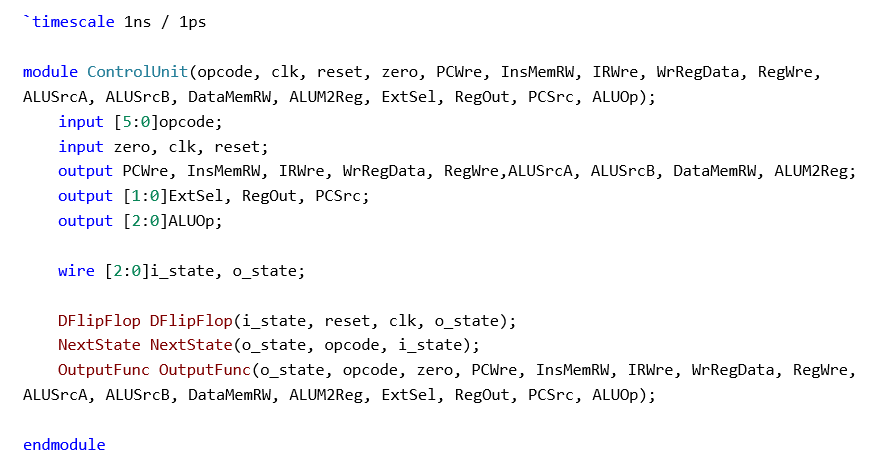 `timescale 1ns / 1ps
module ControlUnit(opcode, clk, reset, zero, PCWre, InsMemRW, IRWre, WrRegData, RegWre,
ALUSrcA, ALUSrcB, DataMemRW, ALUM2Reg, ExtSel, RegOut, PCSrc, ALUOp);
    input [5:0]opcode;
    input zero, clk, reset;
    output PCWre, InsMemRW, IRWre, WrRegData, RegWre,ALUSrcA, ALUSrcB, DataMemRW, ALUM2Reg;
    output [1:0]ExtSel, RegOut, PCSrc;
    output [2:0]ALUOp;
    wire [2:0]i_state, o_state;
    DFlipFlop DFlipFlop(i_state, reset, clk, o_state);
    NextState NextState(o_state, opcode, i_state);
    OutputFunc OutputFunc(o_state, opcode, zero, PCWre, InsMemRW, IRWre, WrRegData, RegWre,
ALUSrcA, ALUSrcB, DataMemRW, ALUM2Reg, ExtSel, RegOut, PCSrc, ALUOp);
endmodule